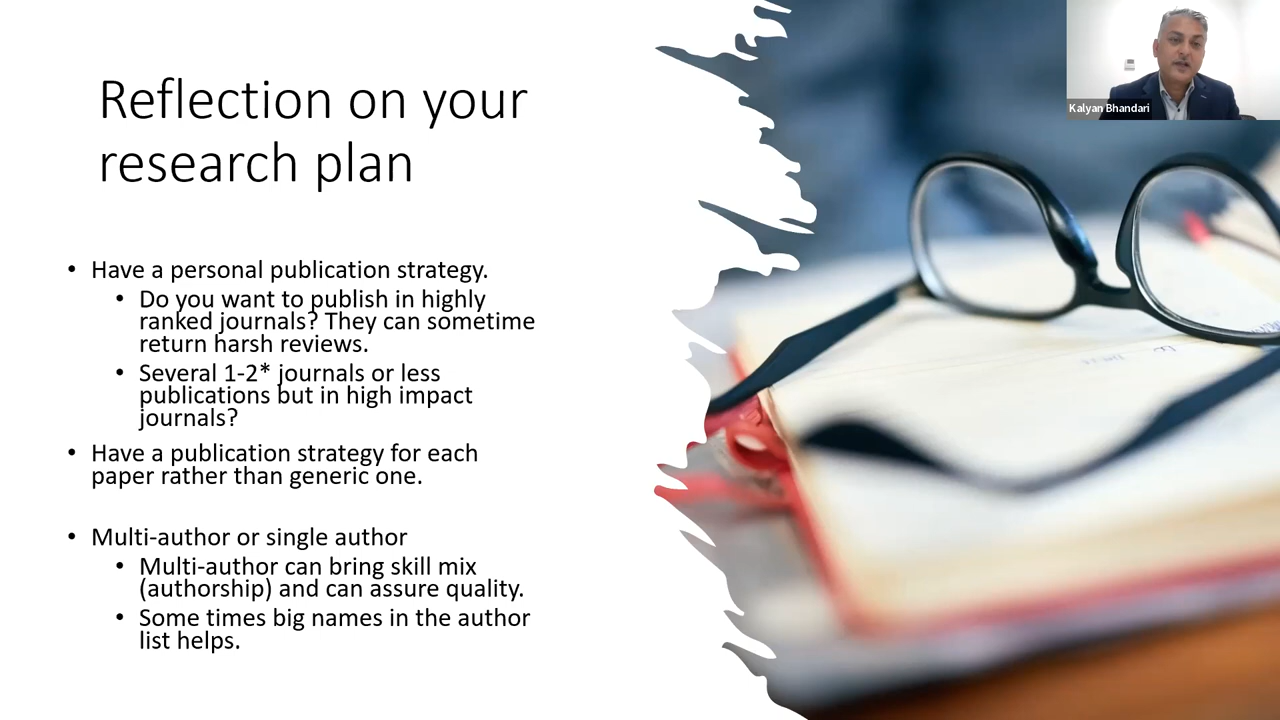 Reflection on your
research plan
• Have a personal publication strategy.
• Do you want to publish in highly
ranked journals? They can sometime
return harsh reviews.
• Several 1-2* journals or less
publications but in high impact
journals?
• Have a publication strategy for each
paper rather than generic one.
• Multi-author or single author
• Multi-author can bring skill mix
(authorship) and can assure quality.
• Some times big names in the author
list helps.
Kalyan Bhandari